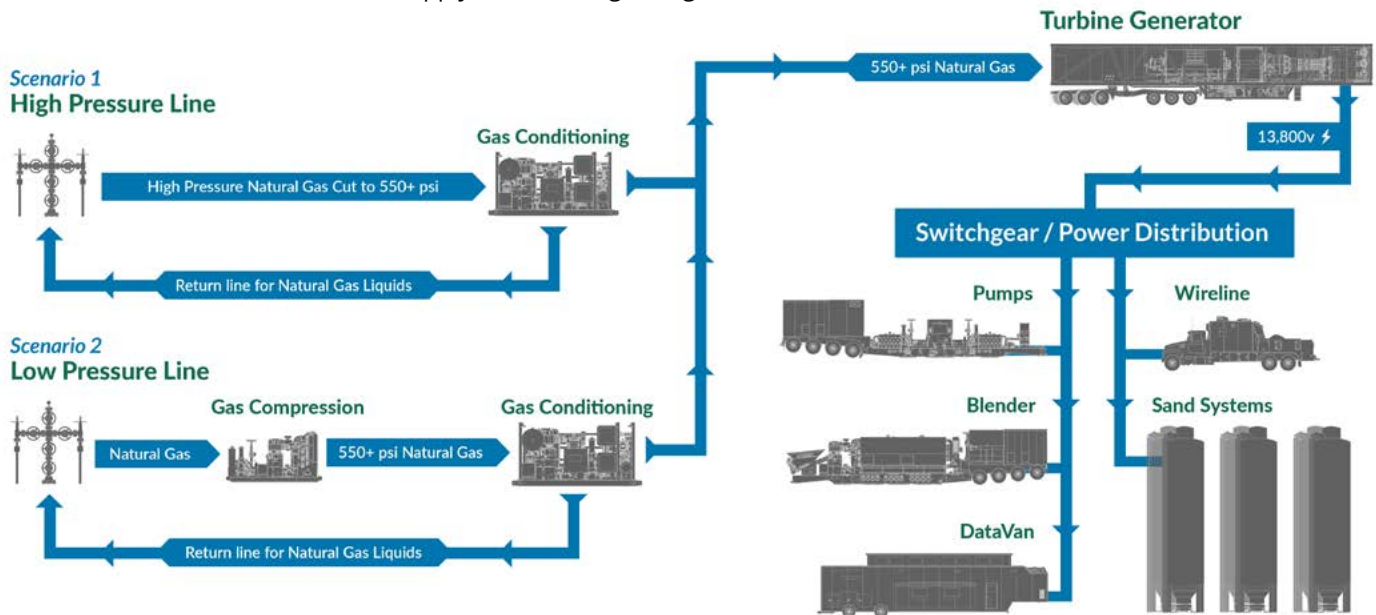 Turbine Generator
550+ psi Natural Gas
13,800v
Scenario 1
High Pressure Line
Gas Conditioning
High Pressure Natural Gas Cut to 550+ psi
Return line for Natural Gas Liquids
Scenario 2
Low Pressure Line
Gas Compression
Gas Conditioning
Natural Gas
550+ psi Natural Gas
Return line for Natural Gas Liquids
Switchgear / Power Distribution
Pumps
Wireline
Blender
Sand Systems
DataVan